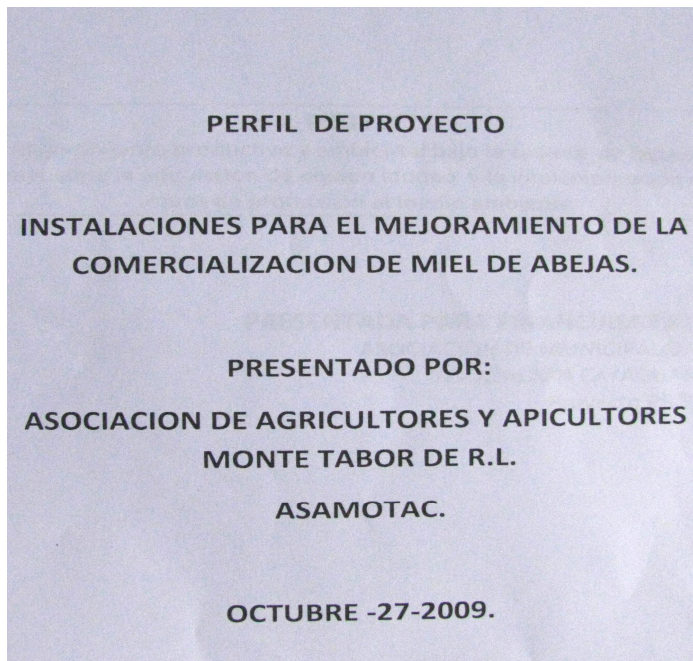 PERFIL DE PROYECTO
INSTALACIONES PARA EL MEJORAMIENTO DE LA
COMERCIALIZACION DE MIEL DE ABEJAS.
PRESENTADO POR:
ASOCIACION DE AGRICULTORES Y APICULTORES
MONTE TABOR DE R.L.
ASAMOTAC.
OCTUBRE -27-2009.